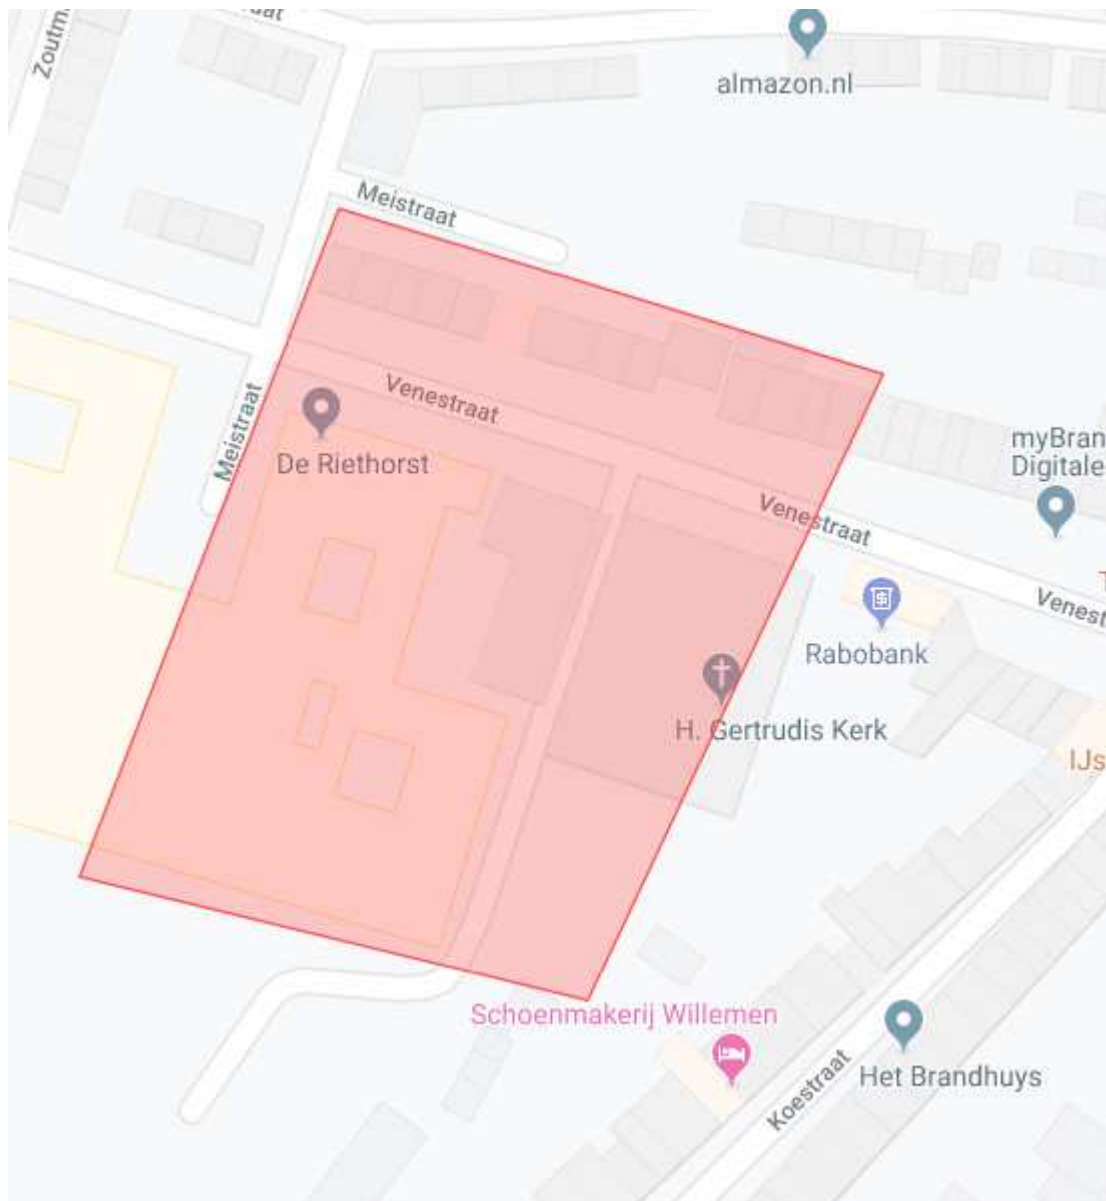 almazon.nl
Meistraat
Venestraat
Meistraat
De Riethorst
myBran
Digitale
Venestraat
Venest
Rabobank
H. Gertrudis Kerk
IJs
Schoenmakerij Willemen
Het Brandhuys
Koestraat